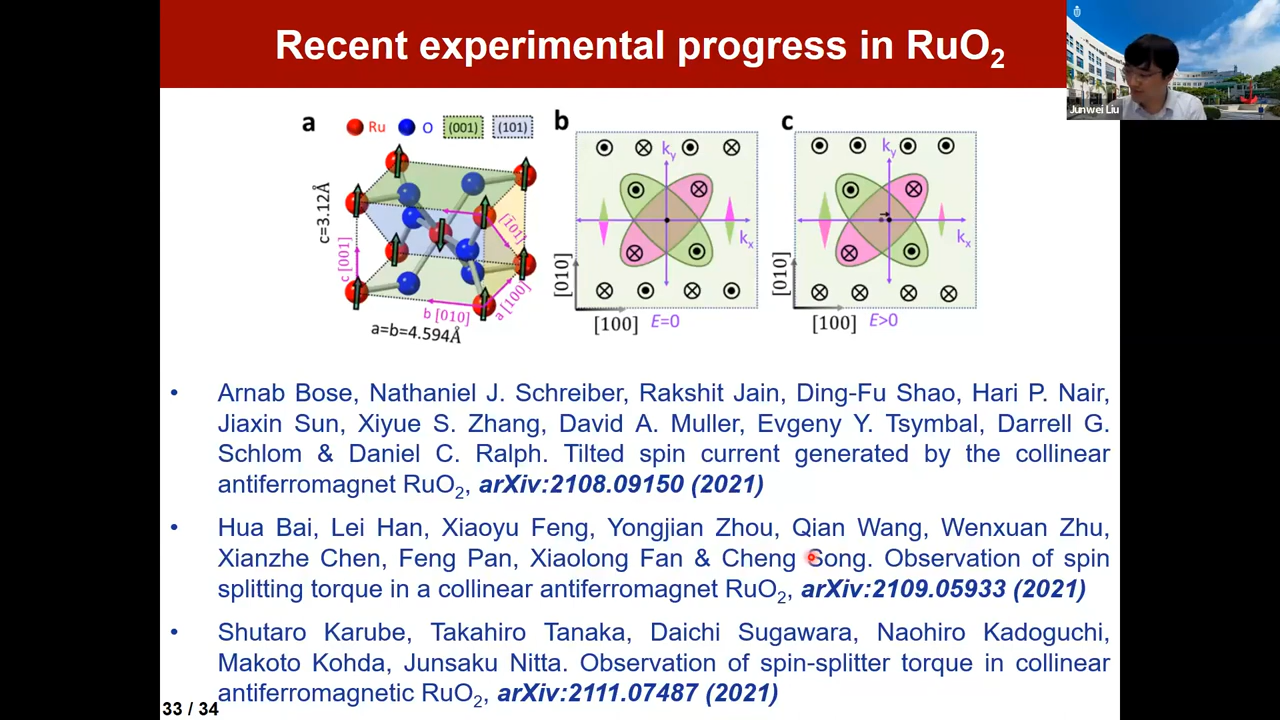 Recent experimental progress in RuO2
Junwei Liu
a
Ru
O
(001)
(101)
c=3.12Å
c [001]
[1̄01]
a [100]
b [010]
a=b=4.594Å
b
ky
kx
[010]
[100]
E=0
c
ky
kx
[010]
[100]
E>0
• Arnab Bose, Nathaniel J. Schreiber, Rakshit Jain, Ding-Fu Shao, Hari P. Nair,
Jiaxin Sun, Xiyue S. Zhang, David A. Muller, Evgeny Y. Tsymbal, Darrell G.
Schlom & Daniel C. Ralph. Tilted spin current generated by the collinear
antiferromagnet RuO2, arXiv:2108.09150 (2021)
• Hua Bai, Lei Han, Xiaoyu Feng, Yongjian Zhou, Qian Wang, Wenxuan Zhu,
Xianzhe Chen, Feng Pan, Xiaolong Fan & Cheng Song. Observation of spin
splitting torque in a collinear antiferromagnet RuO2, arXiv:2109.05933 (2021)
• Shutaro Karube, Takahiro Tanaka, Daichi Sugawara, Naohiro Kadoguchi,
Makoto Kohda, Junsaku Nitta. Observation of spin-splitter torque in collinear
antiferromagnetic RuO2, arXiv:2111.07487 (2021)
33 / 34